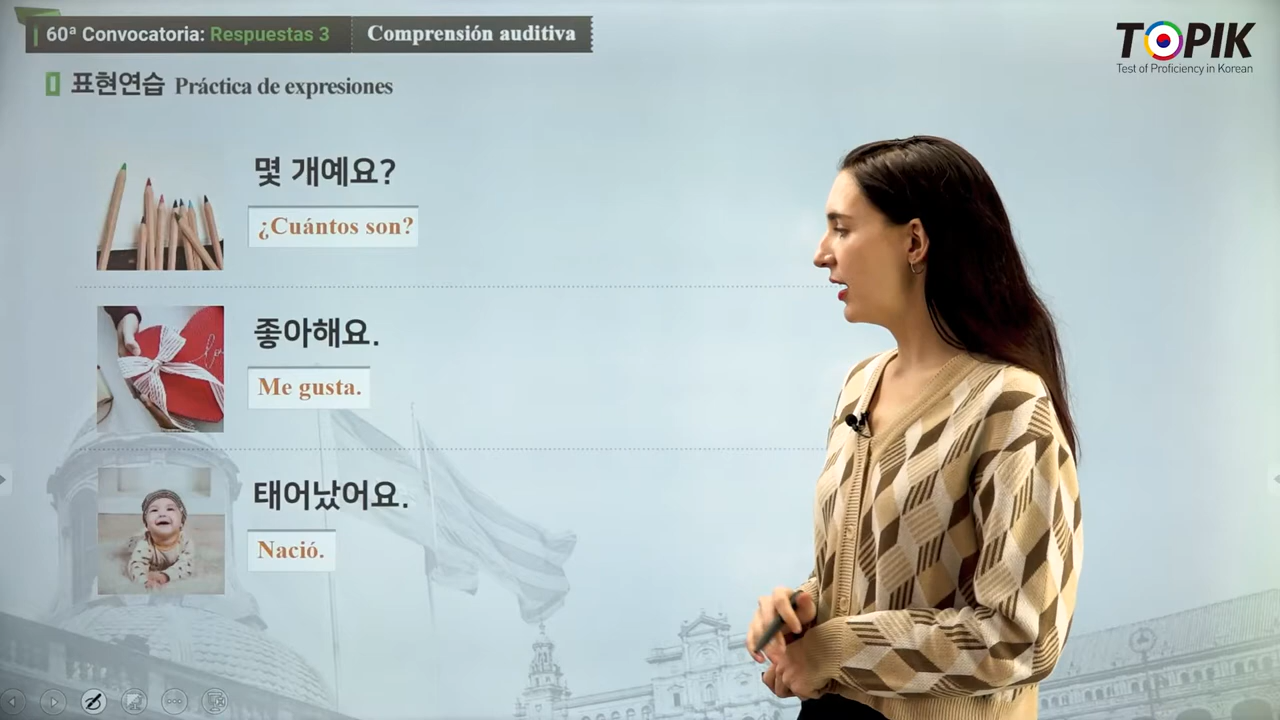 60ª Convocatoria: Respuestas 3
Comprensión auditiva
TOPIK
Test of Proficiency in Korean
표현연습 Práctica de expresiones
몇 개예요?
¿Cuántos son?
좋아해요.
Me gusta.
태어났어요.
Nació.